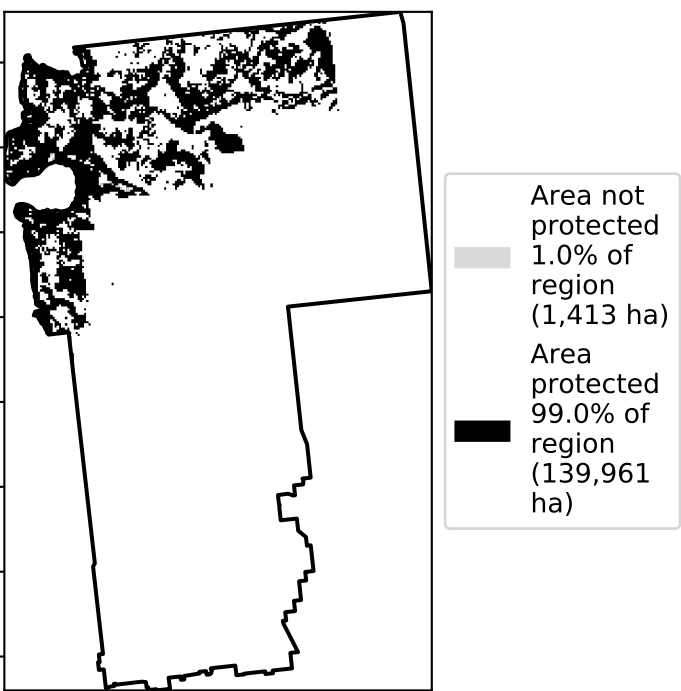 Area not
protected
1.0% of
region
(1,413 ha)
Area
protected
99.0% of
region
(139,961
ha)